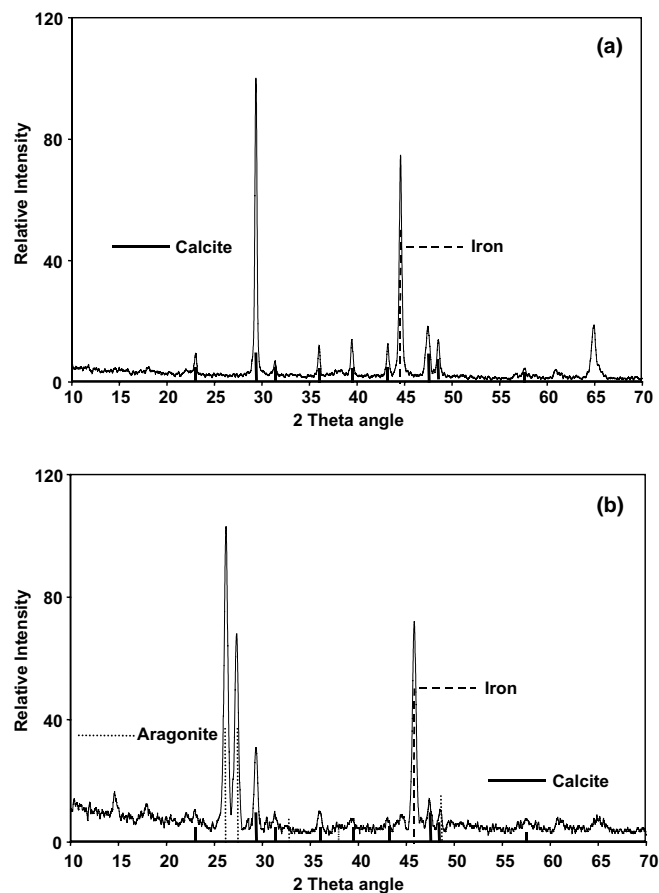 120
(a)
80
Relative Intensity
Calcite
Iron
40
0
10 15 20 25 30 35 40 45 50 55 60 65 70
2 Theta angle
120
(b)
80
Relative Intensity
Iron
Aragonite
40
Calcite
0
10 15 20 25 30 35 40 45 50 55 60 65 70
2 Theta angle